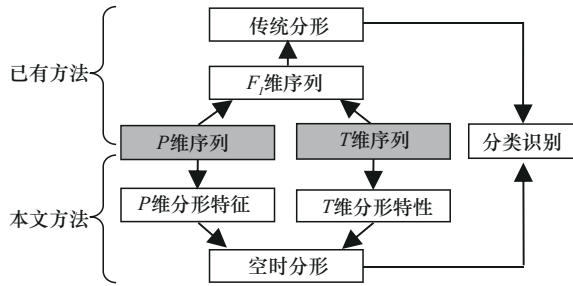 传统分形
已有方法
F_I维序列
P维序列
T维序列
分类识别
P维分形特征
T维分形特性
本文方法
空时分形